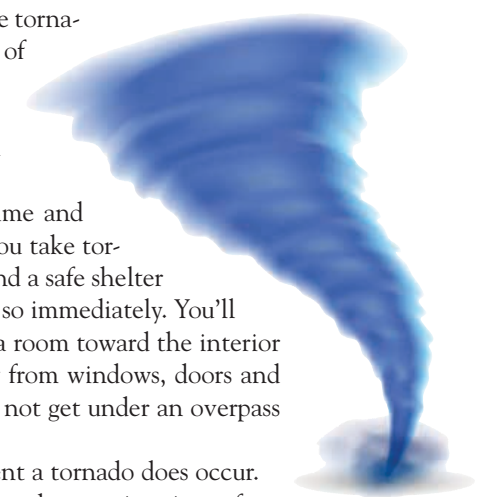 e torna-
of
ime and
ou take tor-
nd a safe shelter
so immediately. You'll
a room toward the interior
from windows, doors and
not get under an overpass
nt a tornado does occur.